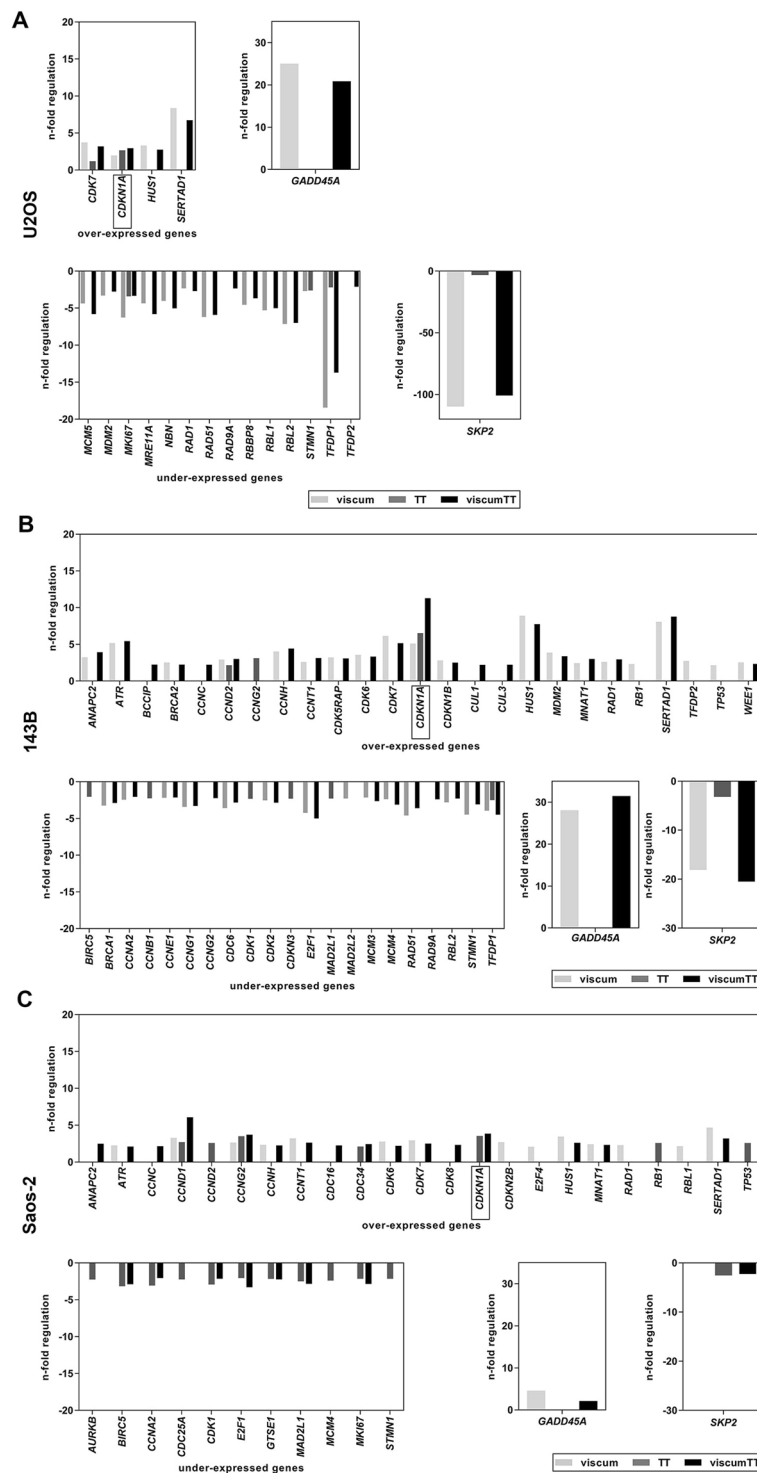 A
U2OS
n-fold regulation
20
15
10
5
0
CDK7
CDKN1A
HUS1
SERTAD1
over-expressed genes
n-fold regulation
30
20
10
0
GADD45A
n-fold regulation
0
-5
-10
-15
-20
MCM5
MDM2
MKI67
MRE11A
NBN
RAD1
RAD51
RAD9A
RBBP8
RBL1
RBL2
STMN1
TFDP1
TFDP2
under-expressed genes
n-fold regulation
0
-50
-100
SKP2
viscum TT viscumTT
B
143B
n-fold regulation
20
15
10
5
0
ANAPC2
ATR
BCCIP
BRCA2
CCNC
CCND2
CCNG2
CCNH
CCNT1
CDK5RAP
CDK6
CDK7
CDKN1A
CDKN1B
CUL1
CUL3
HUS1
MDM2
MNAT1
RAD1
RB1
SERTAD1
TFDP2
TP53
WEE1
over-expressed genes
n-fold regulation
0
-5
-10
-15
-20
BIRC5
BRCA1
CCNA2
CCNB1
CCNE1
CCNG1
CCNG2
CDC6
CDK1
CDK2
CDKN3
E2F1
MAD2L1
MAD2L2
MCM3
MCM4
RAD51
RAD9A
RBL2
STMN1
TFDP1
under-expressed genes
n-fold regulation
30
20
10
0
GADD45A
n-fold regulation
0
-10
-20
-30
SKP2
viscum TT viscumTT
C
Saos-2
n-fold regulation
20
15
10
5
0
ANAPC2
ATR
CCNC
CCND1
CCND2
CCNG2
CCNH
CCNT1
CDC16
CDC34
CDK6
CDK7
CDK8
CDKN1A
CDKN2B
E2F4
HUS1
MNAT1
RAD1
RB1
RBL1
SERTAD1
TP53
over-expressed genes
n-fold regulation
0
-5
-10
-15
-20
AURKB
BIRC5
CCNA2
CDC25A
CDK1
E2F1
GTSE1
MAD2L1
MCM4
MKI67
STMN1
under-expressed genes
n-fold regulation
30
20
10
0
GADD45A
n-fold regulation
0
-10
-20
-30
SKP2
viscum TT viscumTT